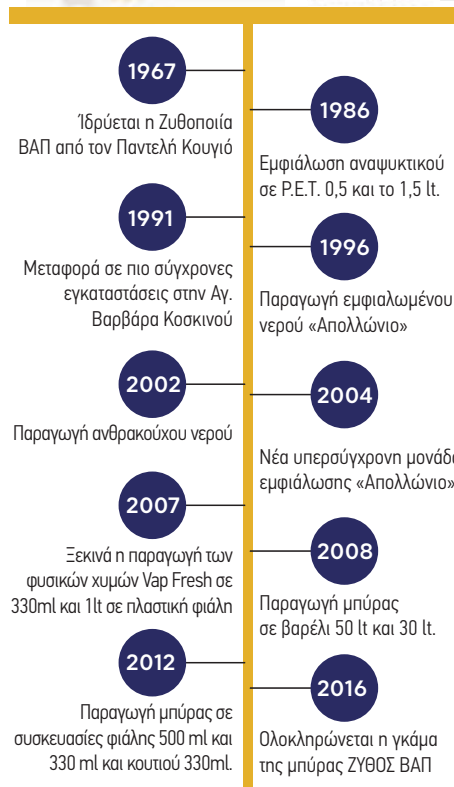 1967
Ίδρύεται η Ζυθοποιία
ΒΑΠ από τον Παντελή Κουγιό
1986
Εμφιάλωση αναψυκτικού
σε P.E.T. 0,5 και το 1,5 lt.
1991
Μεταφορά σε πιο σύγχρονες
εγκαταστάσεις στην Αγ.
Βαρβάρα Κοσκινού
1996
Παραγωγή εμφιαλωμένου
νερού «Απολλώνιο»
2002
Παραγωγή ανθρακούχου νερού
2004
Νέα υπερσύγχρονη μονάδα
εμφιάλωσης «Απολλώνιο»
2007
Ξεκινά η παραγωγή των
φυσικών χυμών Vap Fresh σε
330ml και 1lt σε πλαστική φιάλη
2008
Παραγωγή μπύρας
σε βαρέλι 50 lt και 30 lt.
2012
Παραγωγή μπύρας σε
συσκευασίες φιάλης 500 ml και
330 ml και κουτιού 330ml.
2016
Ολοκληρώνεται η γκάμα
της μπύρας ΖΥΘΟΣ ΒΑΠ